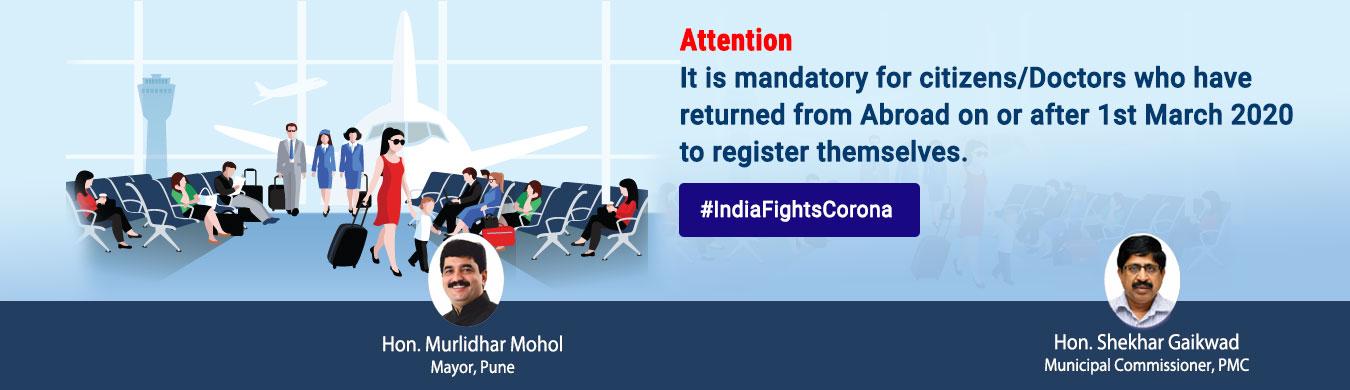 Attention
It is mandatory for citizens/Doctors who have
returned from Abroad on or after 1st March 2020
to register themselves.
#IndiaFightsCorona
Hon. Murlidhar Mohol
Mayor, Pune
Hon. Shekhar Gaikwad
Municipal Commissioner, PMC